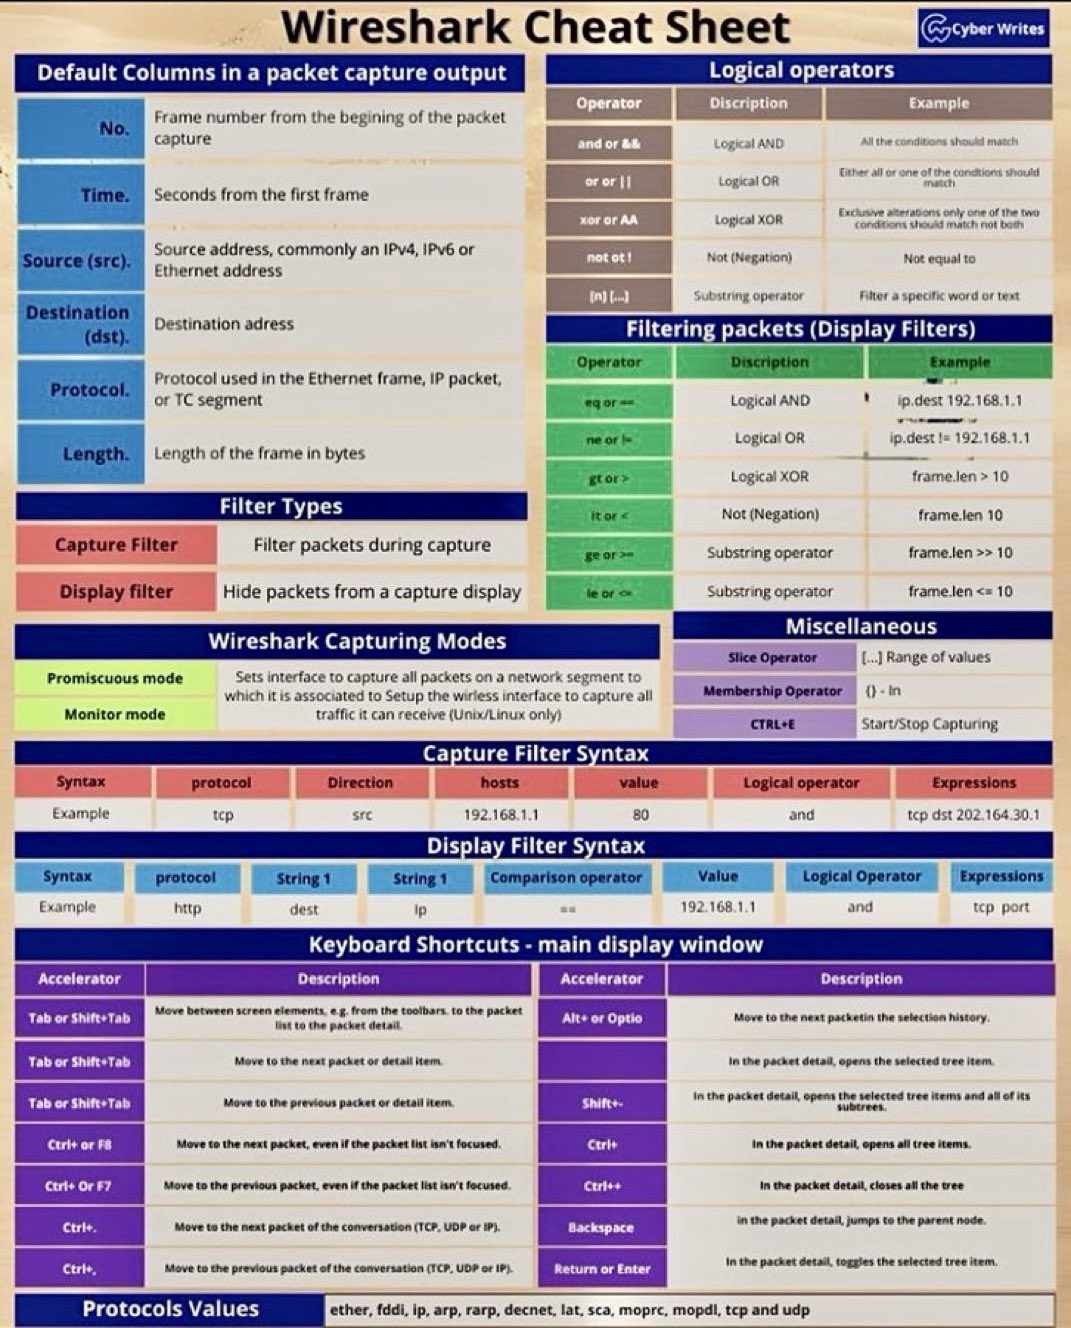 Wireshark Cheat Sheet
Cyber Writes
Default Columns in a packet capture output
No.
Frame number from the begining of the packet
capture
Time.
Seconds from the first frame
Source (src).
Source address, commonly an IPv4, IPv6 or
Ethernet address
Destination
(dst).
Destination adress
Protocol.
Protocol used in the Ethernet frame, IP packet,
or TC segment
Length.
Length of the frame in bytes
Filter Types
Capture Filter
Filter packets during capture
Display filter
Hide packets from a capture display
Logical operators
Operator Discription Example
and or && Logical AND All the conditions should match
or or || Logical OR Either all or one of the condtions should
match
xor or AA Logical XOR Exclusive alterations only one of the two
conditions should match not both
not ot ! Not (Negation) Not equal to
[n] [...] Substring operator Filter a specific word or text
Filtering packets (Display Filters)
Operator Discription Example
eq or == Logical AND ip.dest 192.168.1.1
ne or != Logical OR ip.dest != 192.168.1.1
gt or > Logical XOR frame.len > 10
it or < Not (Negation) frame.len 10
ge or >= Substring operator frame.len >> 10
le or <= Substring operator frame.len <= 10
Wireshark Capturing Modes
Promiscuous mode
Monitor mode
Sets interface to capture all packets on a network segment to
which it is associated to Setup the wirless interface to capture all
traffic it can receive (Unix/Linux only)
Miscellaneous
Slice Operator [...] Range of values
Membership Operator {} - In
CTRL+E Start/Stop Capturing
Capture Filter Syntax
Syntax protocol Direction hosts value Logical operator Expressions
Example tcp src 192.168.1.1 80 and tcp dst 202.164.30.1
Display Filter Syntax
Syntax protocol String 1 String 1 Comparison operator Value Logical Operator Expressions
Example http dest Ip == 192.168.1.1 and tcp port
Keyboard Shortcuts - main display window
Accelerator Description Accelerator Description
Tab or Shift+Tab
Move between screen elements, e.g. from the toolbars. to the packet
list to the packet detail.
Alt+ or Optio
Move to the next packetin the selection history.
Tab or Shift+Tab
Move to the next packet or detail item.
In the packet detail, opens the selected tree item.
Tab or Shift+Tab
Move to the previous packet or detail item.
Shift+-
In the packet detail, opens the selected tree items and all of its
subtrees.
Ctrl+ or F8
Move to the next packet, even if the packet list isn't focused.
Ctrl+
In the packet detail, opens all tree items.
Ctrl+ Or F7
Move to the previous packet, even if the packet list isn't focused.
Ctrl++
In the packet detail, closes all the tree
Ctrl+.
Move to the next packet of the conversation (TCP, UDP or IP).
Backspace
in the packet detail, jumps to the parent node.
Ctrl+,
Move to the previous packet of the conversation (TCP, UDP or IP).
Return or Enter
In the packet detail, toggles the selected tree item.
Protocols Values
ether, fddi, ip, arp, rarp, decnet, lat, sca, moprc, mopdl, tcp and udp